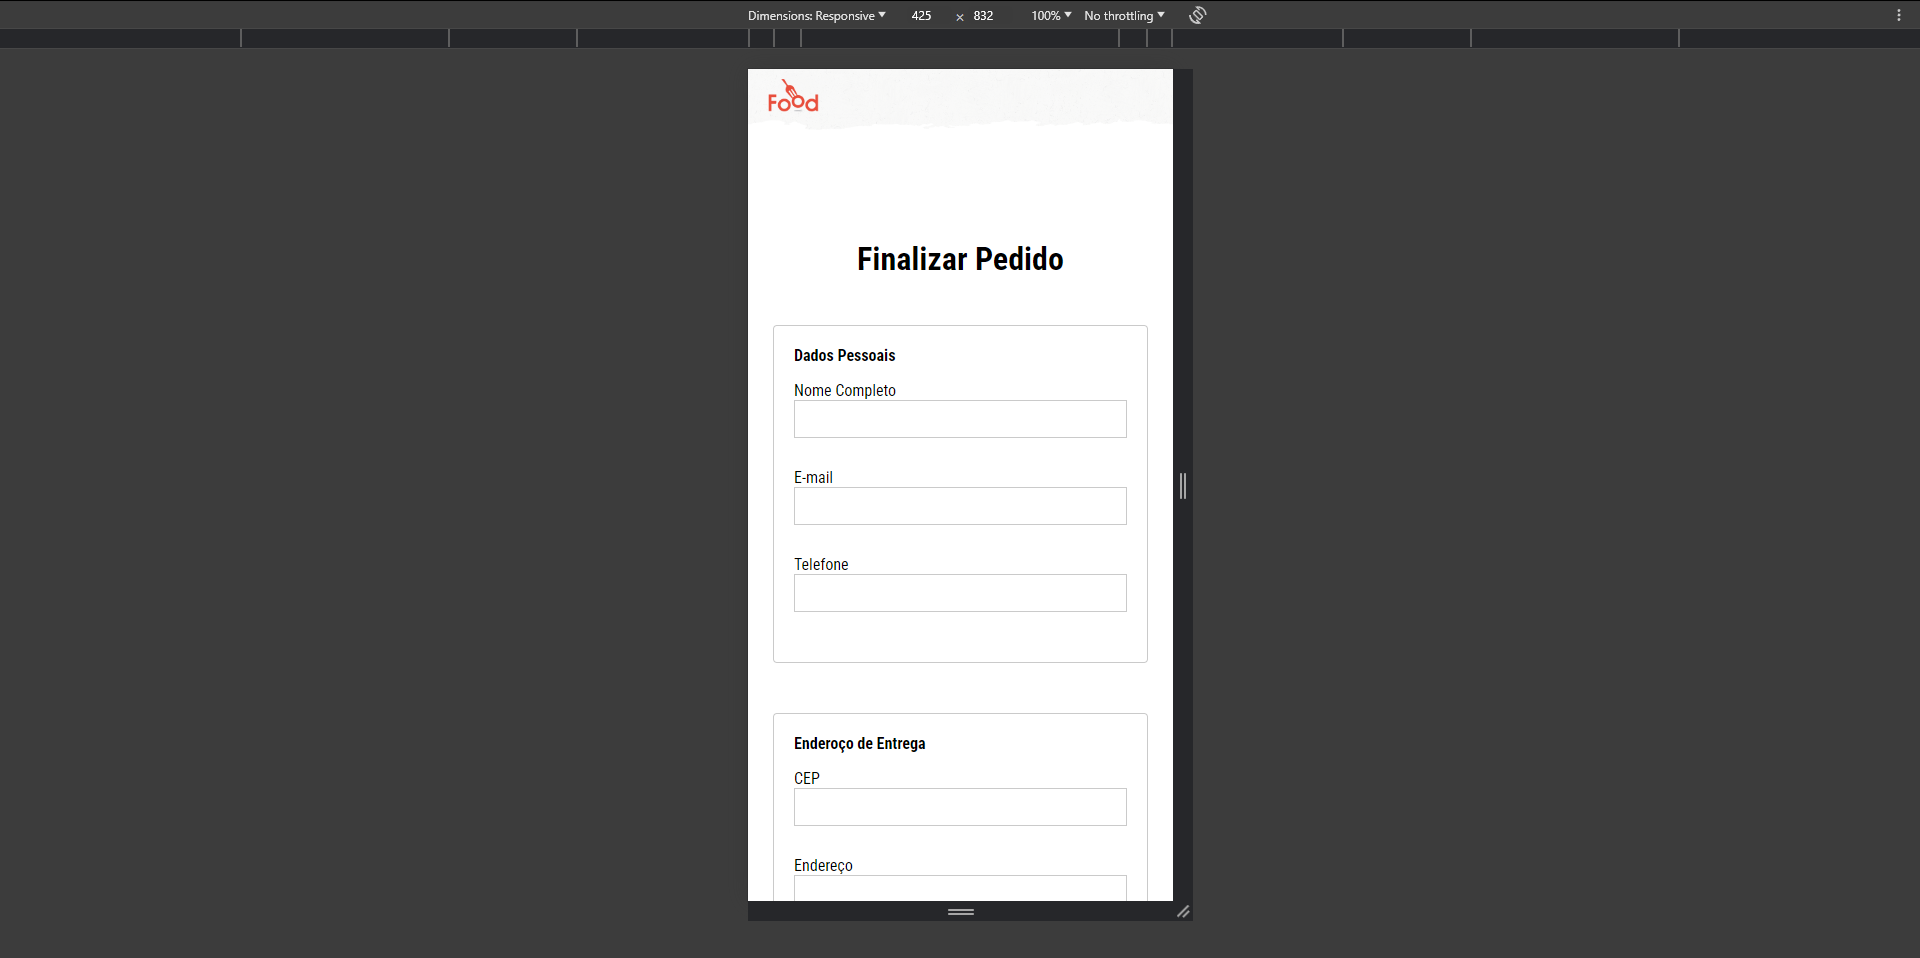 Dimensions: Responsive 425 × 832 100% No throttling
Food
Finalizar Pedido
Dados Pessoais
Nome Completo
E-mail
Telefone
Enderoço de Entrega
CEP
Endereço